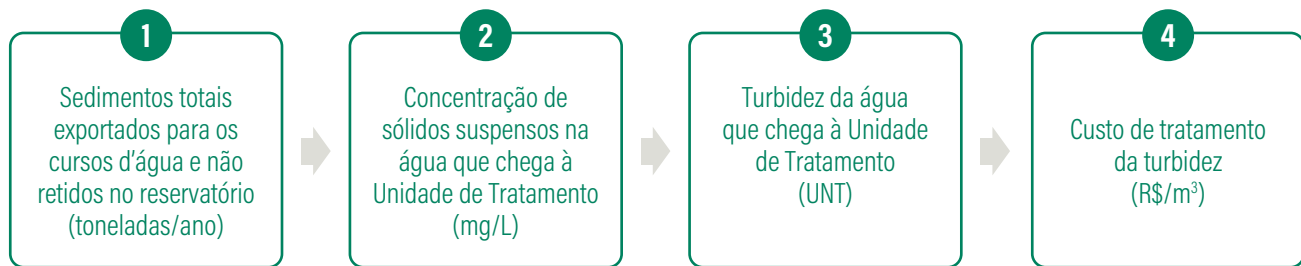 1
Sedimentos totais
exportados para os
cursos d'água e não
retidos no reservatório
(toneladas/ano)
2
Concentração de
sólidos suspensos na
água que chega à
Unidade de Tratamento
(mg/L)
3
Turbidez da água
que chega à Unidade
de Tratamento
(UNT)
4
Custo de tratamento
da turbidez
(R$/m³)